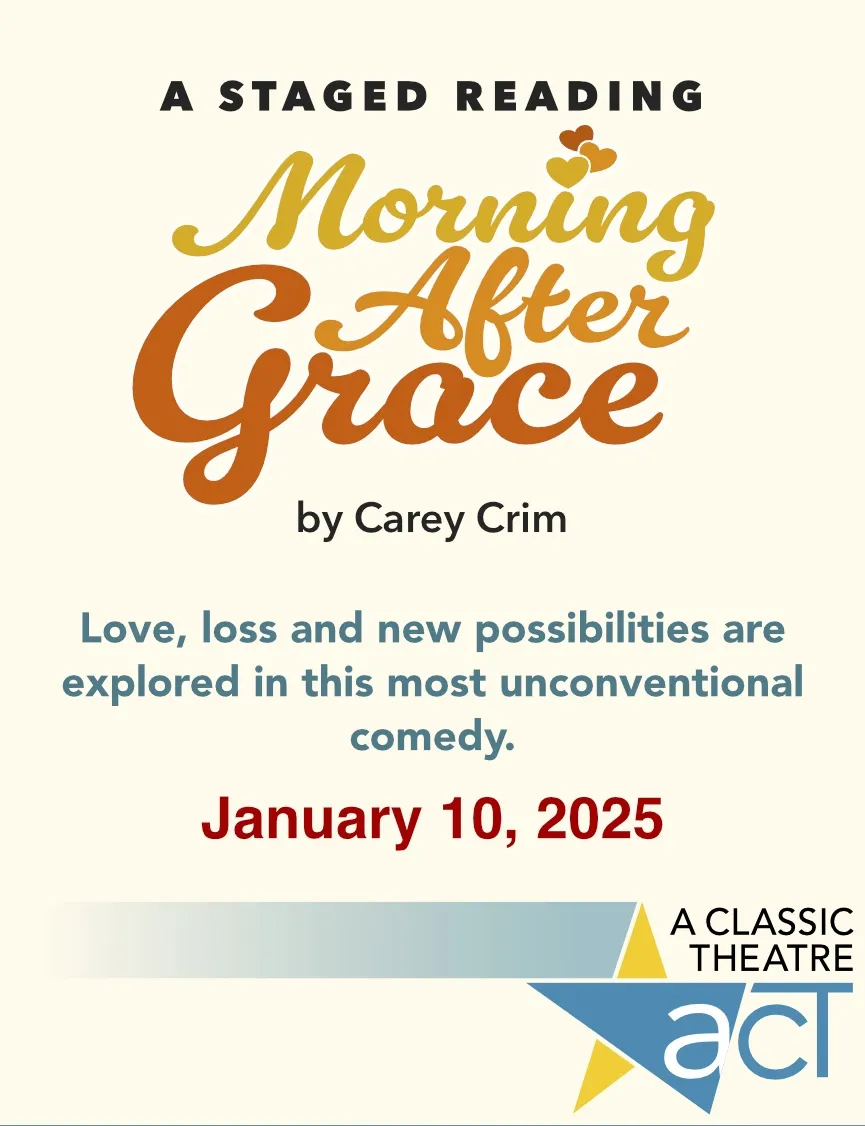 A STAGED READING
Morning
After
Grace
by Carey Crim
Love, loss and new possibilities are
explored in this most unconventional
comedy.
January 10, 2025
A CLASSIC
THEATRE
acT